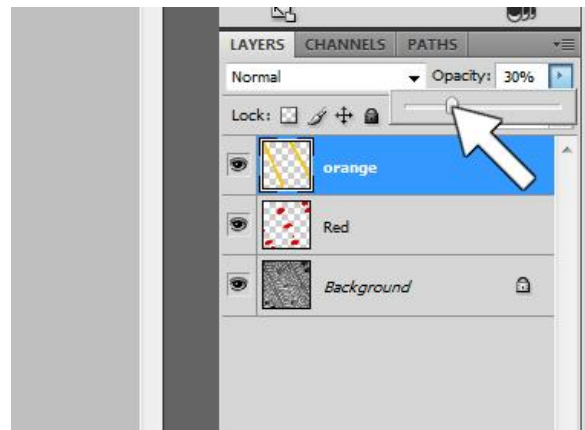 LAYERS CHANNELS PATHS
Normal Opacity: 30%
Lock:
orange
Red
Background